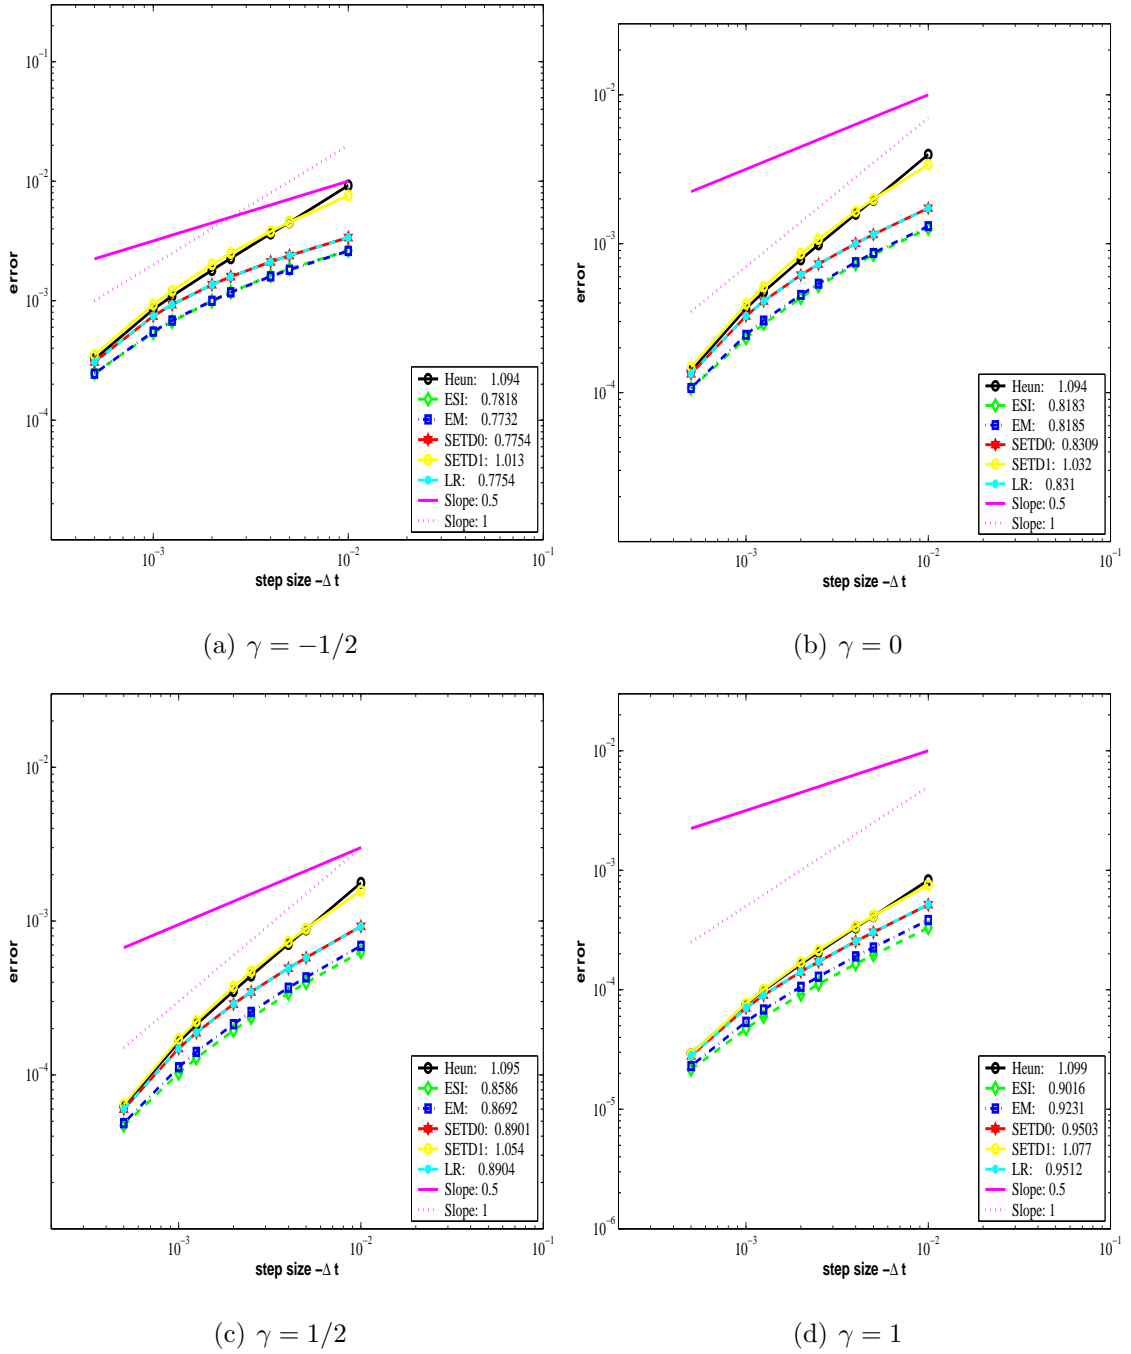 10⁻¹
10⁻²
10⁻³
10⁻⁴
error
10⁻³
10⁻²
10⁻¹
step size −Δ t
Heun: 1.094
ESI: 0.7818
EM: 0.7732
SETD0: 0.7754
SETD1: 1.013
LR: 0.7754
Slope: 0.5
Slope: 1
(a) γ = −1/2
10⁻²
10⁻³
10⁻⁴
error
10⁻³
10⁻²
10⁻¹
step size −Δ t
Heun: 1.094
ESI: 0.8183
EM: 0.8185
SETD0: 0.8309
SETD1: 1.032
LR: 0.831
Slope: 0.5
Slope: 1
(b) γ = 0
10⁻²
10⁻³
10⁻⁴
error
10⁻³
10⁻²
10⁻¹
step size −Δ t
Heun: 1.095
ESI: 0.8586
EM: 0.8692
SETD0: 0.8901
SETD1: 1.054
LR: 0.8904
Slope: 0.5
Slope: 1
(c) γ = 1/2
10⁻²
10⁻³
10⁻⁴
10⁻⁵
10⁻⁶
error
10⁻³
10⁻²
10⁻¹
step size −Δ t
Heun: 1.099
ESI: 0.9016
EM: 0.9231
SETD0: 0.9503
SETD1: 1.077
LR: 0.9512
Slope: 0.5
Slope: 1
(d) γ = 1